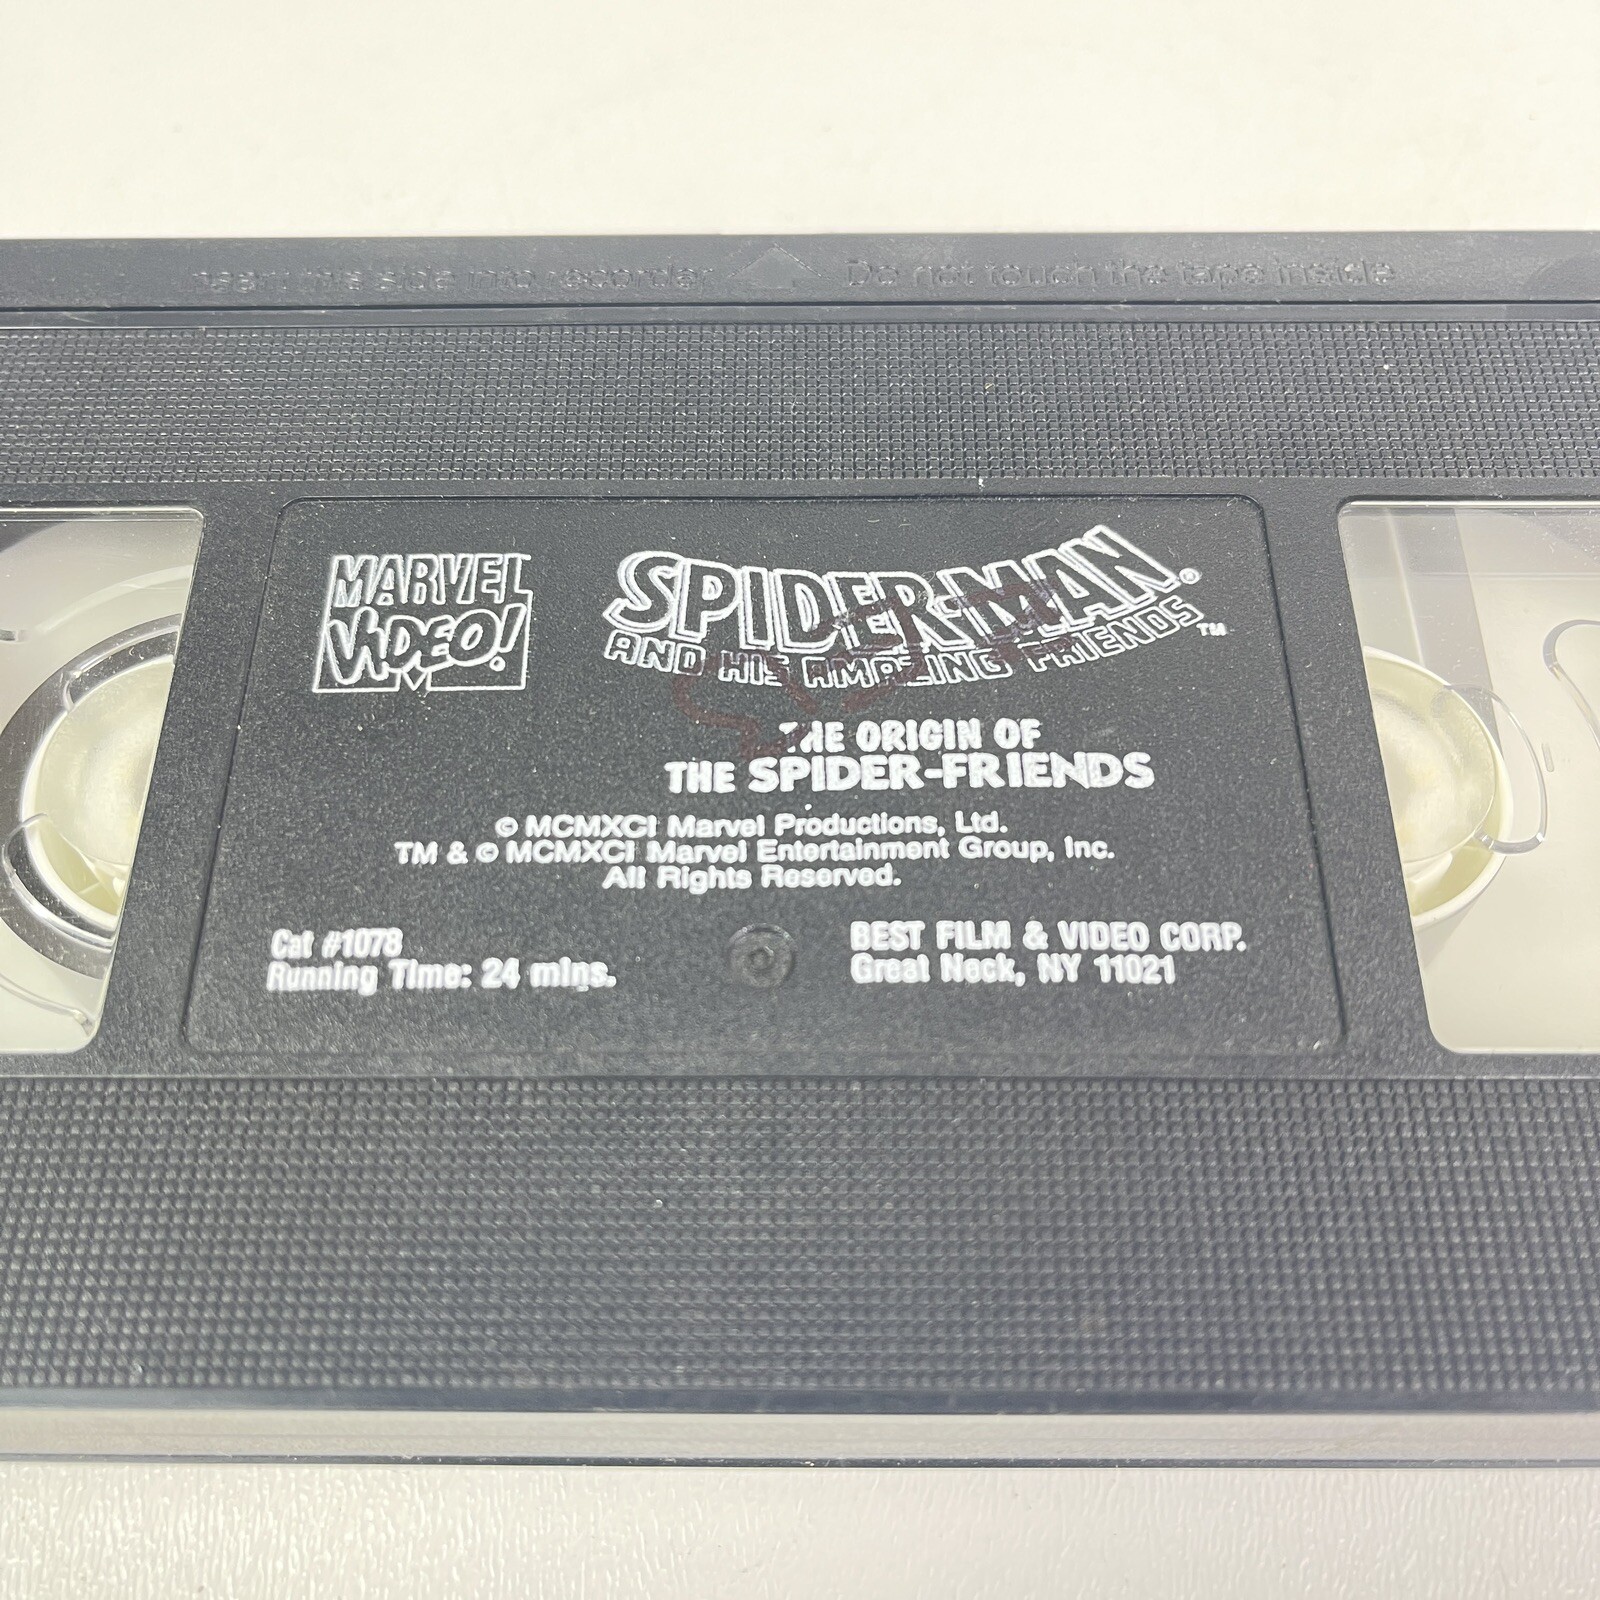 Insert this side into recorder Do not touch the tape inside
MARVEL
VIDEO!
SPIDER-MAN®
AND HIS AMAZING FRIENDS™
THE ORIGIN OF
THE SPIDER-FRIENDS
© MCMXCI Marvel Productions, Ltd.
TM & © MCMXCI Marvel Entertainment Group, Inc.
All Rights Reserved.
Cat #1078
Running Time: 24 mins.
BEST FILM & VIDEO CORP.
Great Neck, NY 11021